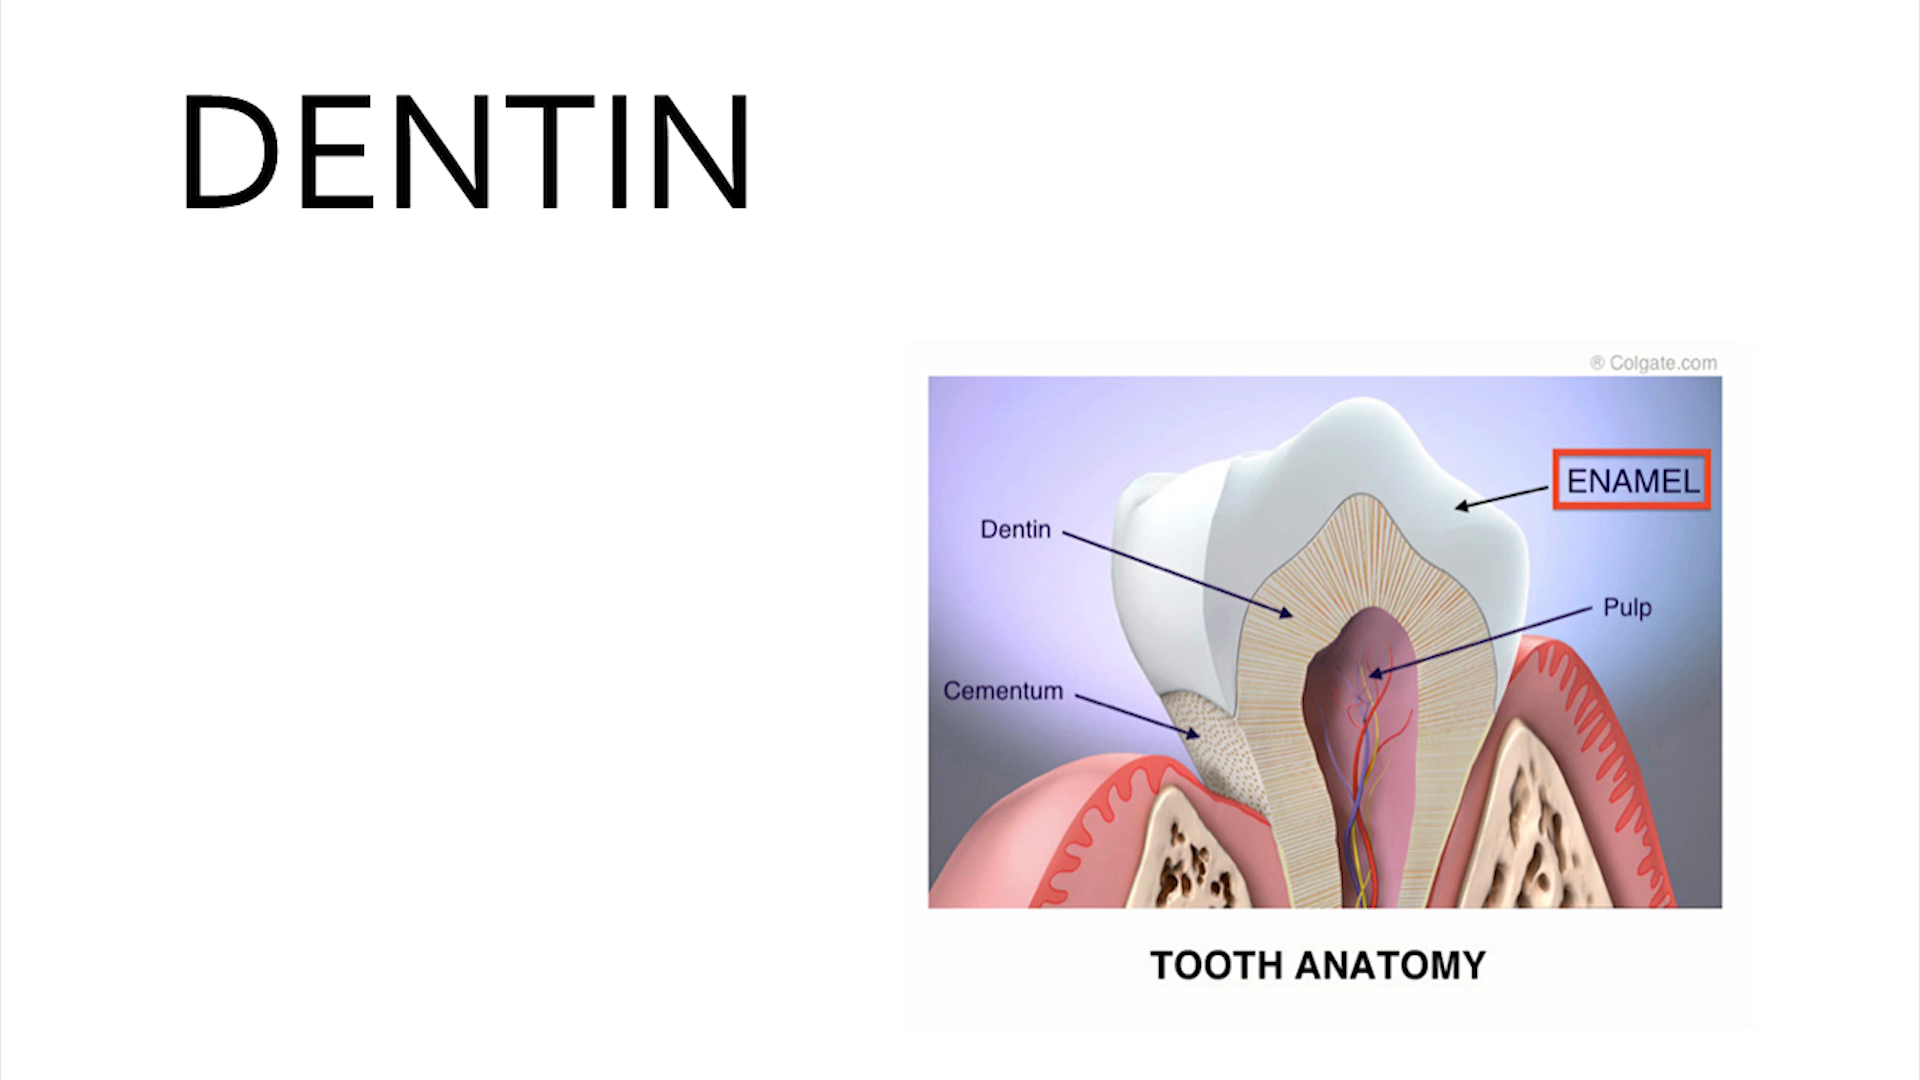 DENTIN
® Colgate.com
ENAMEL
Dentin
Pulp
Cementum
TOOTH ANATOMY